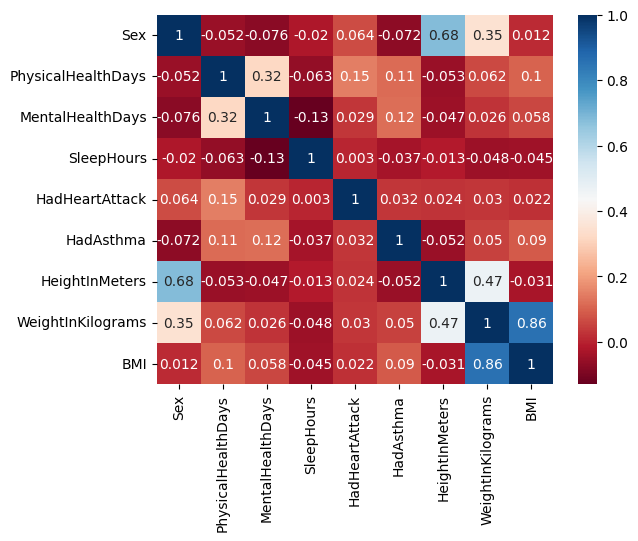 Sex 1 -0.052 -0.076 -0.02 0.064 -0.072 0.68 0.35 0.012
PhysicalHealthDays -0.052 1 0.32 -0.063 0.15 0.11 -0.053 0.062 0.1
MentalHealthDays -0.076 0.32 1 -0.13 0.029 0.12 -0.047 0.026 0.058
SleepHours -0.02 -0.063 -0.13 1 0.003 -0.037 -0.013 -0.048 -0.045
HadHeartAttack 0.064 0.15 0.029 0.003 1 0.032 0.024 0.03 0.022
HadAsthma -0.072 0.11 0.12 -0.037 0.032 1 -0.052 0.05 0.09
HeightInMeters 0.68 -0.053 -0.047 -0.013 0.024 -0.052 1 0.47 -0.031
WeightInKilograms 0.35 0.062 0.026 -0.048 0.03 0.05 0.47 1 0.86
BMI 0.012 0.1 0.058 -0.045 0.022 0.09 -0.031 0.86 1
Sex
PhysicalHealthDays
MentalHealthDays
SleepHours
HadHeartAttack
HadAsthma
HeightInMeters
WeightInKilograms
BMI
1.0
0.8
0.6
0.4
0.2
0.0